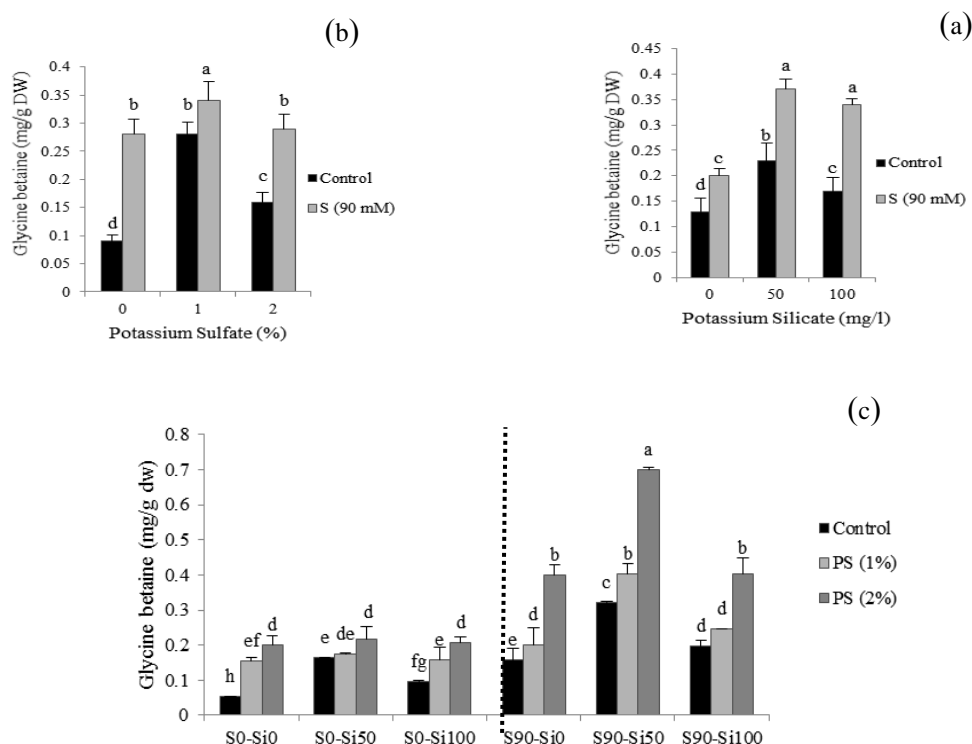 (b)
Glycine betaine (mg/g DW)
0.4
0.35
0.3
0.25
0.2
0.15
0.1
0.05
0
d
b
b
a
c
b
0
1
2
Potassium Sulfate (%)
Control
S (90 mM)
(a)
Glycine betaine (mg/g DW)
0.45
0.4
0.35
0.3
0.25
0.2
0.15
0.1
0.05
0
d
c
b
a
c
a
0
50
100
Potassium Silicate (mg/l)
Control
S (90 mM)
(c)
Glycine betaine (mg/g dw)
0.8
0.7
0.6
0.5
0.4
0.3
0.2
0.1
0
h
ef
d
e
de
d
fg
e
d
e
d
b
c
b
a
d
d
b
S0-Si0
S0-Si50
S0-Si100
S90-Si0
S90-Si50
S90-Si100
Control
PS (1%)
PS (2%)